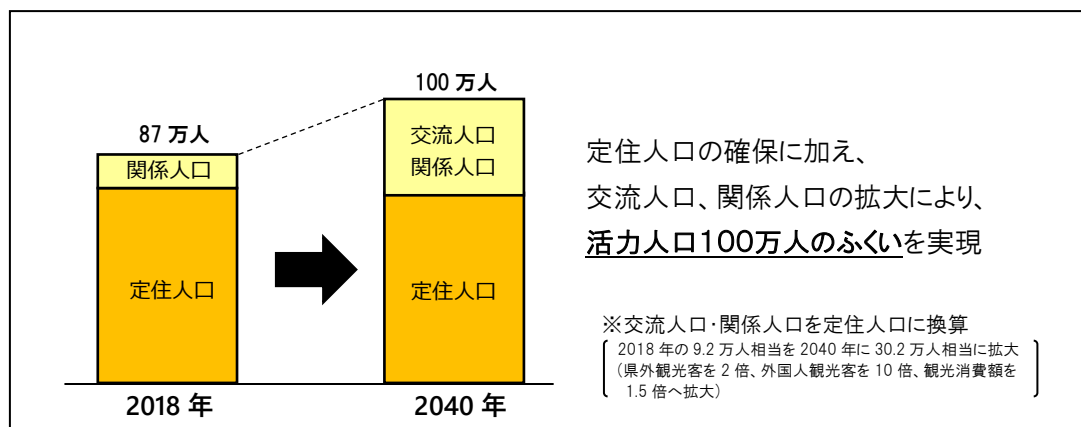 87 万人
関係人口
定住人口
2018 年
100 万人
交流人口
関係人口
定住人口
2040 年
定住人口の確保に加え、
交流人口、関係人口の拡大により、
活力人口100万人のふくいを実現
※交流人口・関係人口を定住人口に換算
2018 年の 9.2 万人相当を 2040 年に 30.2 万人相当に拡大
(県外観光客を 2 倍、外国人観光客を 10 倍、観光消費額を
1.5 倍へ拡大)